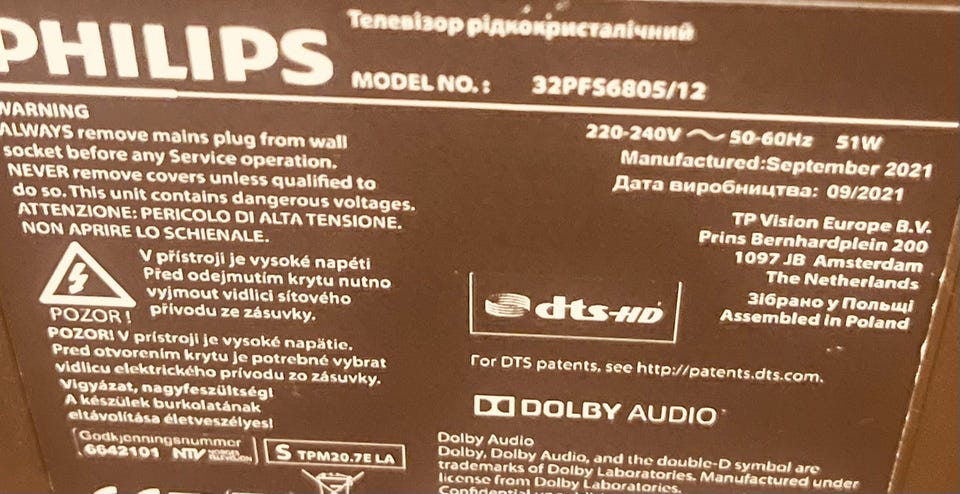 PHILIPS
Телевізор рідкокристалічний
MODEL NO.: 32PFS6805/12
WARNING
ALWAYS remove mains plug from wall
socket before any Service operation.
NEVER remove covers unless qualified to
do so. This unit contains dangerous voltages.
ATTENZIONE: PERICOLO DI ALTA TENSIONE.
NON APRIRE LO SCHIENALE.
220-240V ~ 50-60Hz 51W
Manufactured:September 2021
Дата виробництва: 09/2021
TP Vision Europe B.V.
Prins Bernhardplein 200
1097 JB Amsterdam
The Netherlands
Зібрано у Польщі
Assembled in Poland
V přístroji je vysoké napětí
Před odejmutím krytu nutno
vyjmout vidlici síťového
přívodu ze zásuvky.
POZOR!
POZOR! V prístroji je vysoké napätie.
Pred otvorením krytu je potrebné vybrat
vidlicu elektrického prívodu zo zásuvky.
Vigyázat, nagyfeszültség!
A készülek burkolatának
eltávolítása életveszélyes!
dts-HD
For DTS patents, see http://patents.dts.com.
DOLBY AUDIO
Godkjenningsnummer
6642101 NTV NORGES TELEVISION
S TPM20.7E LA
Dolby Audio
Dolby, Dolby Audio, and the double-D symbol are
trademarks of Dolby Laboratories. Manufactured under
license from Dolby Laboratories.